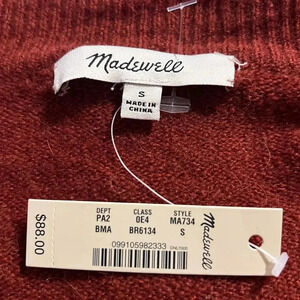 Madewell
S
MADE IN
CHINA
DEPT CLASS STYLE
PA2 0E4 MA734
BMA BR6134 S
099105982333
$88.00
Madewell